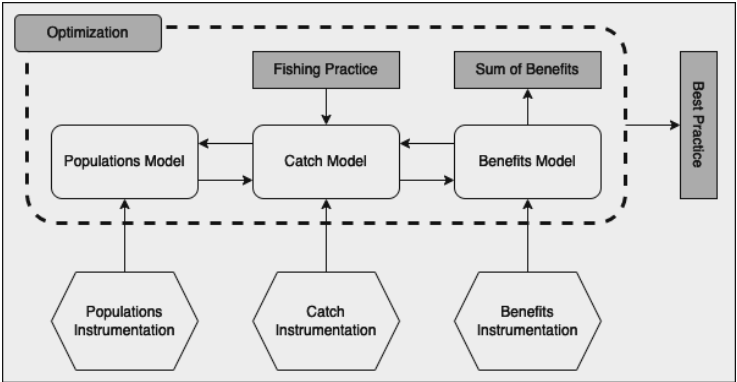 Optimization
Fishing Practice
Sum of Benefits
Best Practice
Populations Model
Catch Model
Benefits Model
Populations
Instrumentation
Catch
Instrumentation
Benefits
Instrumentation